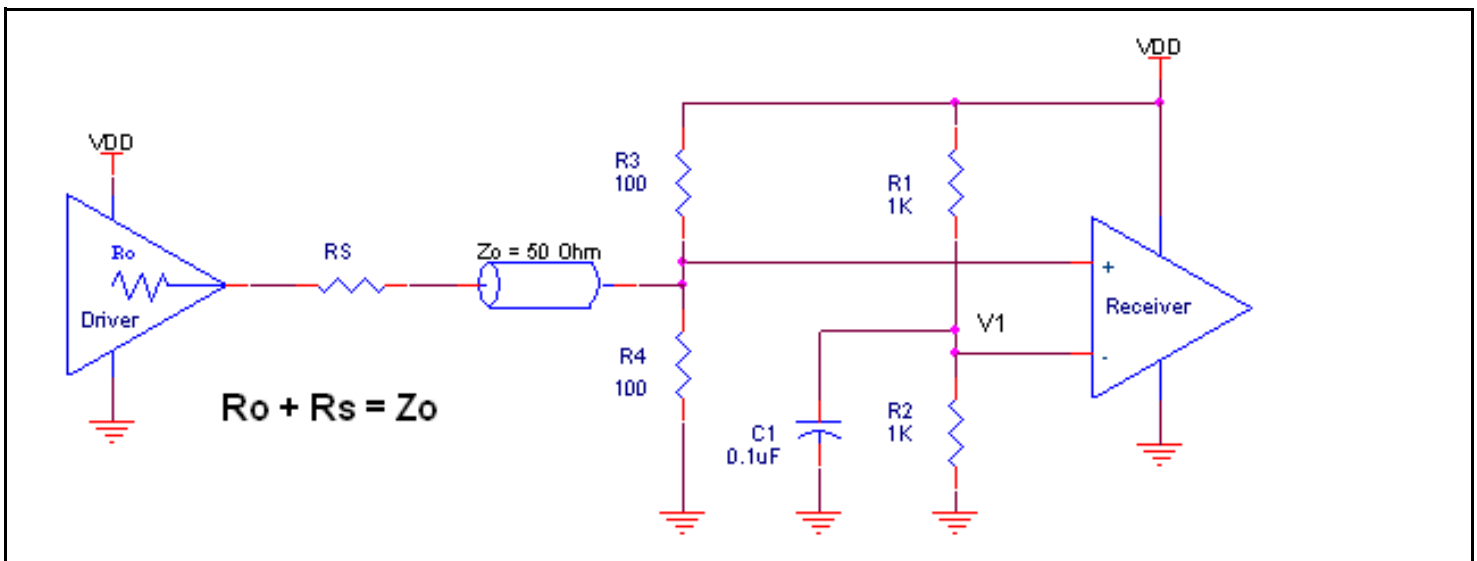 VDD
VDD
R3
100
R1
1K
Ro
RS
Zo = 50 Ohm
+
Receiver
Driver
V1
-
R4
100
Ro + Rs = Zo
C1
0.1uF
R2
1K